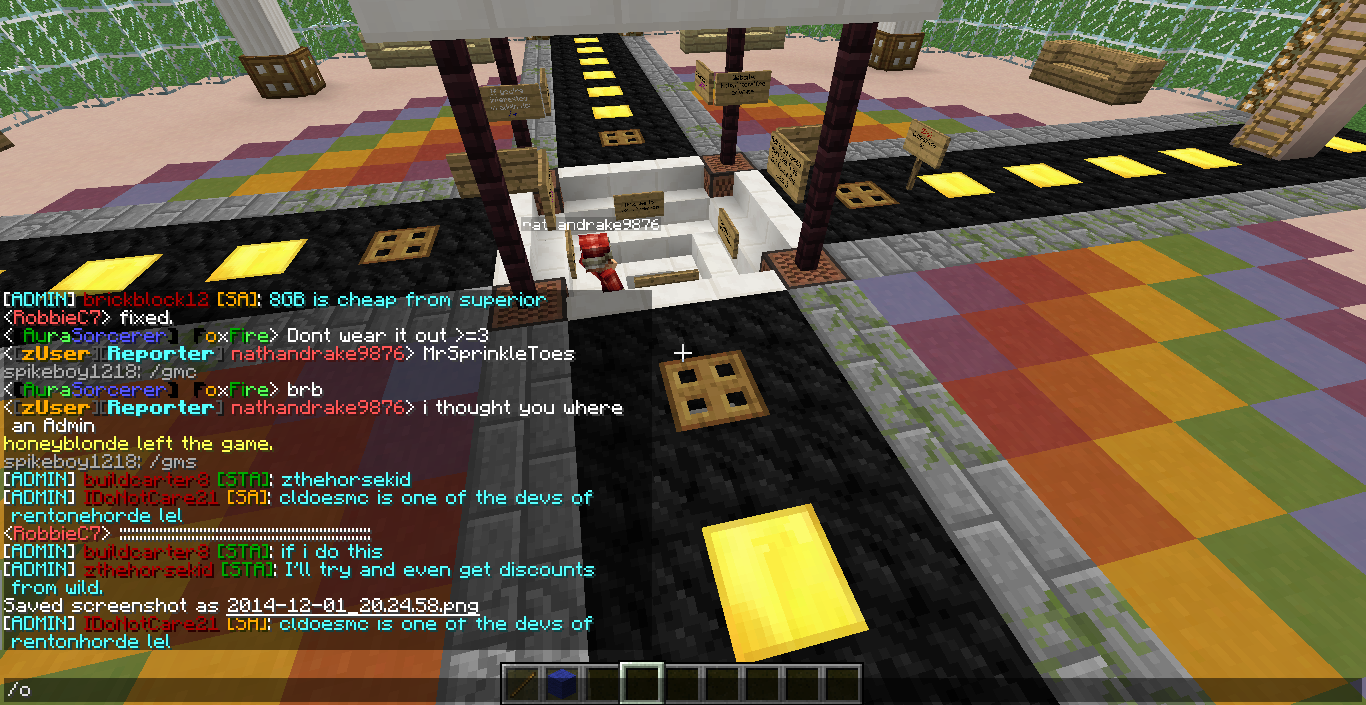 nat andrake9876
[ADMIN] brickblock12 [SA]: 8GB is cheap from superior
<RobbieC7> fixed.
< AuraSorcerer] FoxFire> Dont wear it out >=3
<[zUser][Reporter] nathandrake9876> MrSprinkleToes
spikeboy1218: /gmc
< AuraSorcerer] FoxFire> brb
<[zUser][Reporter] nathandrake9876> i thought you where
an Admin
honeyblonde left the game.
spikeboy1218: /gms
[ADMIN] buildcarter8 [STA]: zthehorsekid
[ADMIN] IDoNotCare21 [SA]: cldoesmc is one of the devs of
rentonehorde lel
<RobbieC7> !!!!!!!!!!!!!!!!!!!!!!!!!!!!!!!!!!!!!!!!!!!!!!!!!!!!!!!!!!!!!!!
[ADMIN] buildcarter8 [STA]: if i do this
[ADMIN] zthehorsekid [STA]: I'll try and even get discounts
from wild.
Saved screenshot as 2014-12-01_20.24.58.png
[ADMIN] IDoNotCare21 [SA]: cldoesmc is one of the devs of
rentonhorde lel
/o